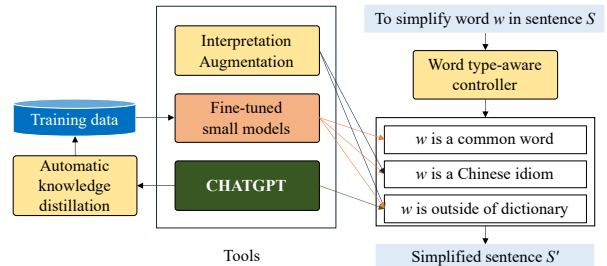 To simplify word w in sentence S
Interpretation
Augmentation
Word type-aware
controller
Training data
Fine-tuned
small models
w is a common word
w is a Chinese idiom
Automatic
knowledge
distillation
CHATGPT
w is outside of dictionary
Tools
Simplified sentence S'